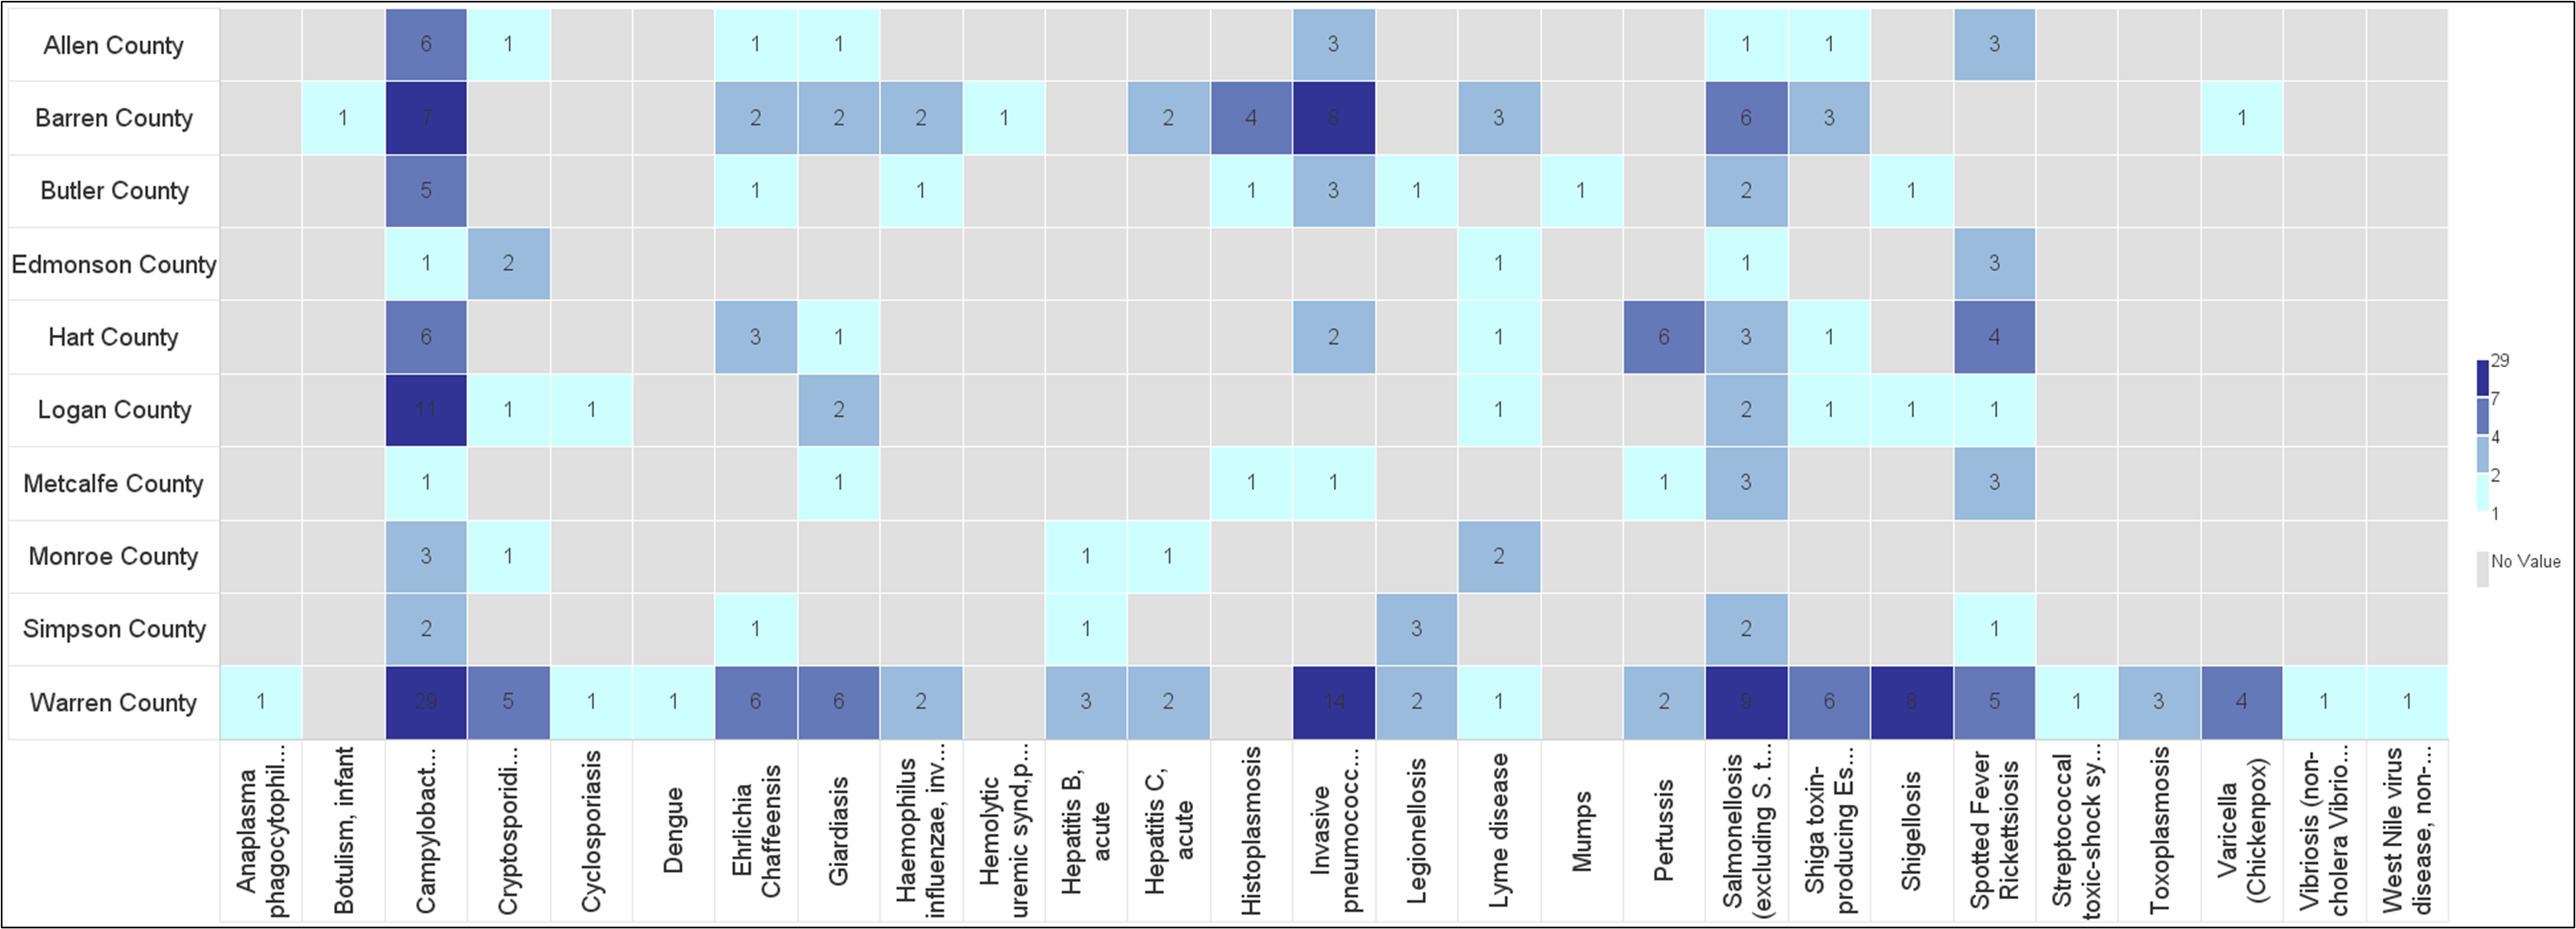 Allen County 6 1 1 1 3 1 1 3
Barren County 1 7 2 2 2 1 2 4 8 3 6 3 1
Butler County 5 1 1 1 3 1 1 2 1
Edmonson County 1 2 1 1 3
Hart County 6 3 1 2 1 6 3 1 4
Logan County 11 1 1 2 1 2 1 1 1
Metcalfe County 1 1 1 1 1 3 3
Monroe County 3 1 1 1 2
Simpson County 2 1 1 3 2 1
Warren County 1 29 5 1 1 6 6 2 3 2 14 2 1 2 9 6 8 5 1 3 4 1 1
Anaplasma
phagocytophil...
Botulism, infant
Campylobact...
Cryptosporidi...
Cyclosporiasis
Dengue
Ehrlichia
Chaffeensis
Giardiasis
Haemophilus
influenzae, inv...
Hemolytic
uremic synd,p...
Hepatitis B,
acute
Hepatitis C,
acute
Histoplasmosis
Invasive
pneumococc...
Legionellosis
Lyme disease
Mumps
Pertussis
Salmonellosis
(excluding S. t...
Shiga toxin-
producing Es...
Shigellosis
Spotted Fever
Rickettsiosis
Streptococcal
toxic-shock sy...
Toxoplasmosis
Varicella
(Chickenpox)
Vibriosis (non-
cholera Vibrio...
West Nile virus
disease, non-...
29
7
4
2
1
No Value